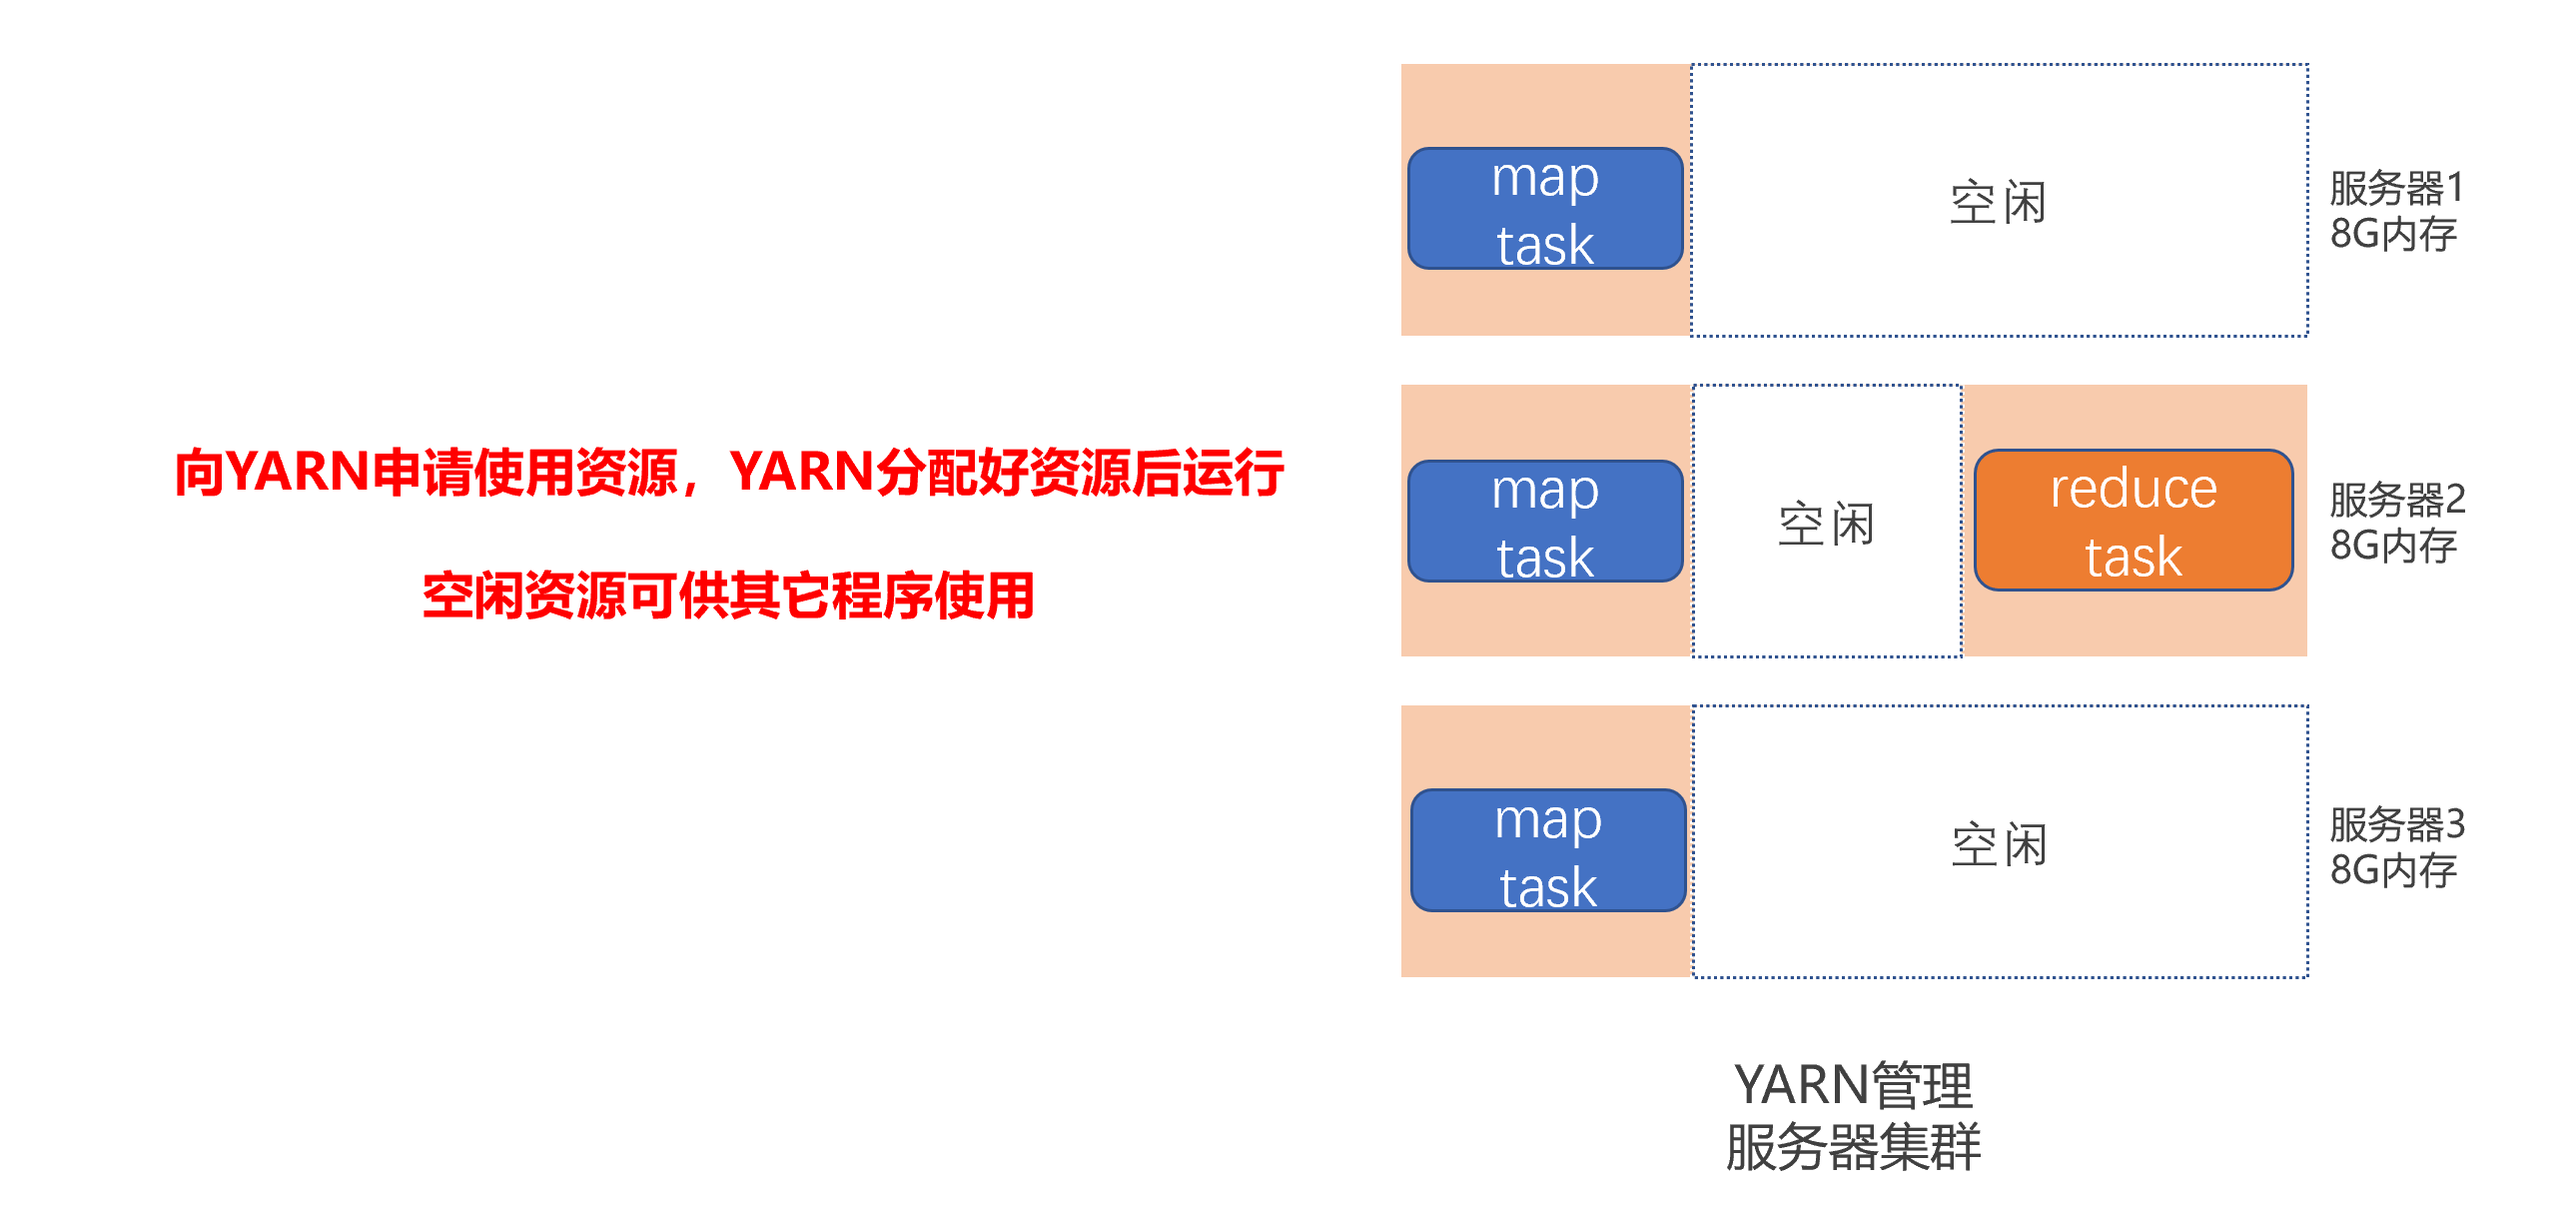 向YARN申请使用资源，YARN分配好资源后运行
空闲资源可供其它程序使用
map
task
空闲
服务器1
8G内存
map
task
空闲
reduce
task
服务器2
8G内存
map
task
空闲
服务器3
8G内存
YARN管理
服务器集群